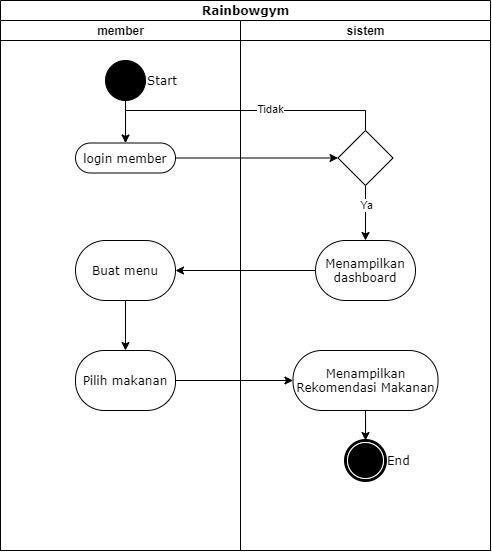 Rainbowgym
member
sistem
Start
Tidak
login member
Ya
Buat menu
Menampilkan
dashboard
Pilih makanan
Menampilkan
Rekomendasi Makanan
End